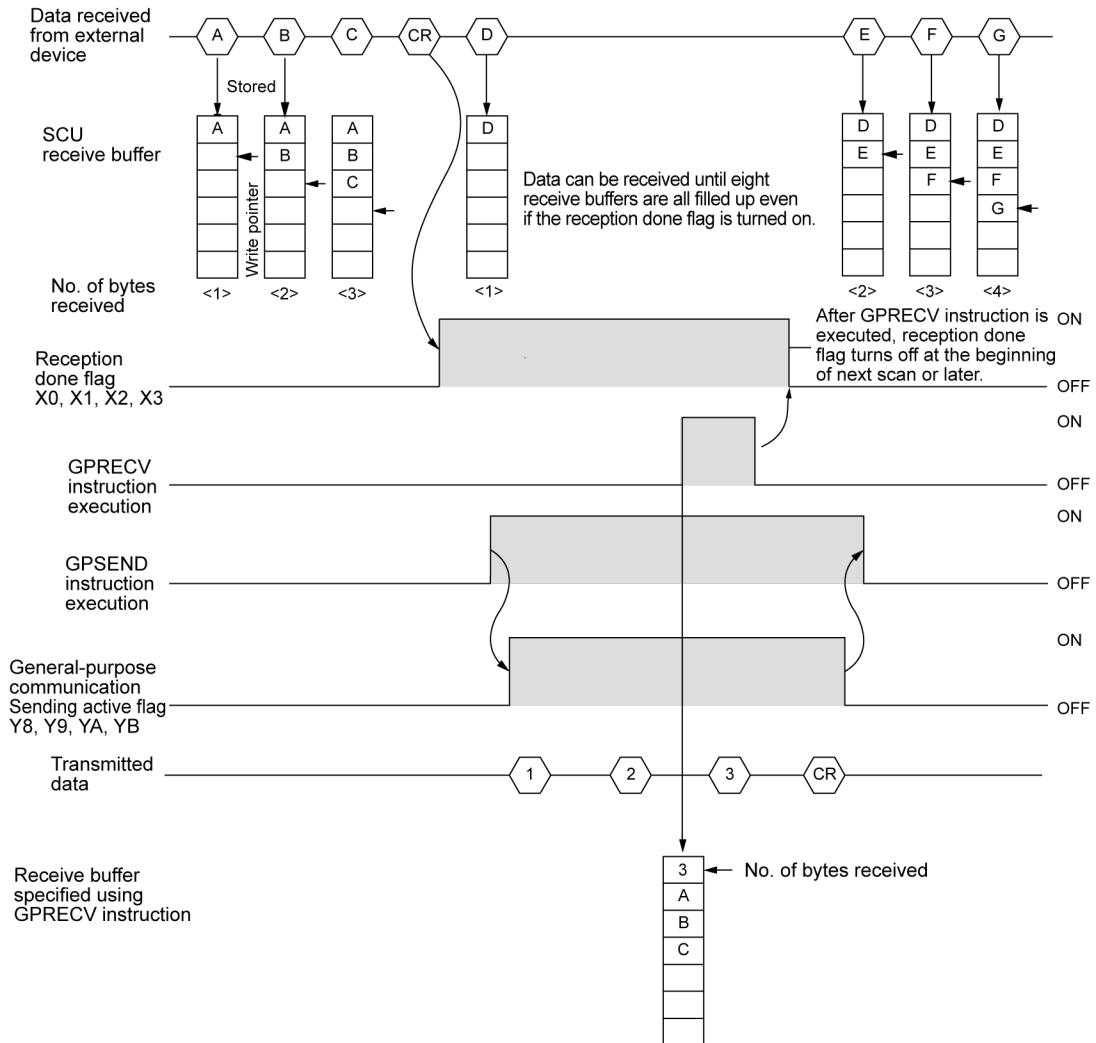 Data received
from external
device
A
B
C
CR
D
E
F
G
Stored
SCU
receive buffer
A
A
B
A
B
C
D
D
E
D
E
F
D
E
F
G
Write pointer
Data can be received until eight
receive buffers are all filled up even
if the reception done flag is turned on.
No. of bytes
received
<1>
<2>
<3>
<1>
<2>
<3>
<4>
After GPRECV instruction is
executed, reception done
flag turns off at the beginning
of next scan or later.
ON
Reception
done flag
X0, X1, X2, X3
OFF
ON
GPRECV
instruction
execution
OFF
ON
GPSEND
instruction
execution
OFF
ON
General-purpose
communication
Sending active flag
Y8, Y9, YA, YB
OFF
Transmitted
data
1
2
3
CR
Receive buffer
specified using
GPRECV instruction
3
No. of bytes received
A
B
C